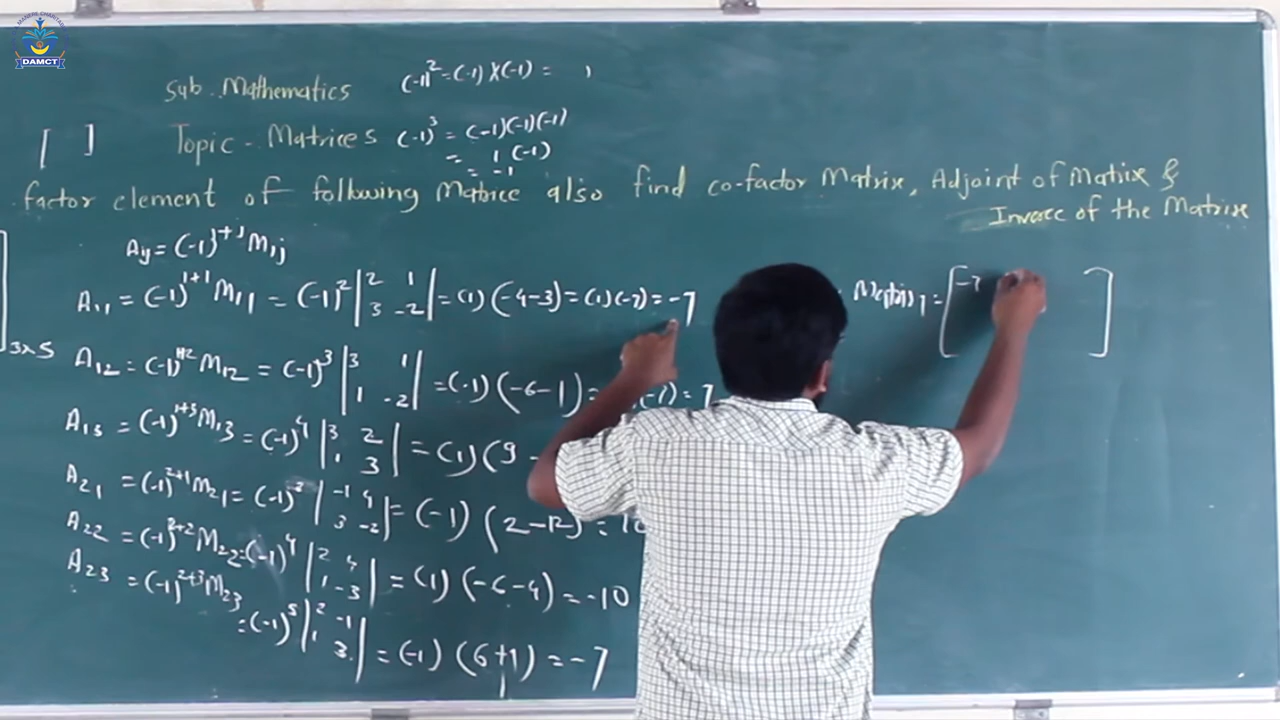 DAMCT
Sub. Mathematics (-1)² = (-1)×(-1) = 1
[ ] Topic - Matrices (-1)³ = (-1)(-1)(-1)
= 1 (-1)
= -1
factor element of following Matrice also find co-factor Matrix, Adjoint of Matrix &
Inverse of the Matrix
Aij = (-1)^i+j Mij
A11 = (-1)^1+1 M11 = (-1)² |2 1| = (1) (-4-3) = (1) (-7) = -7
|3 -2|
Matrix, = [-7 ]
3x5
A12 = (-1)^1+2 M12 = (-1)³ |3 1| = (-1) (-6-1) = (-7) = 7
|1 -2|
A13 = (-1)^1+3 M13 = (-1)⁴ |3 2| = (1) (9 -
|1 3|
A21 = (-1)^2+1 M21 = (-1)³ |-1 4| = (-1) (2-12) =
|3 -2|
A22 = (-1)^2+2 M22 = (-1)⁴ |2 4| = (1) (-6-4) = -10
|1 -3|
A23 = (-1)^2+3 M23
= (-1)⁵ |2 -1| = (-1) (6+1) = -7
|1 3|